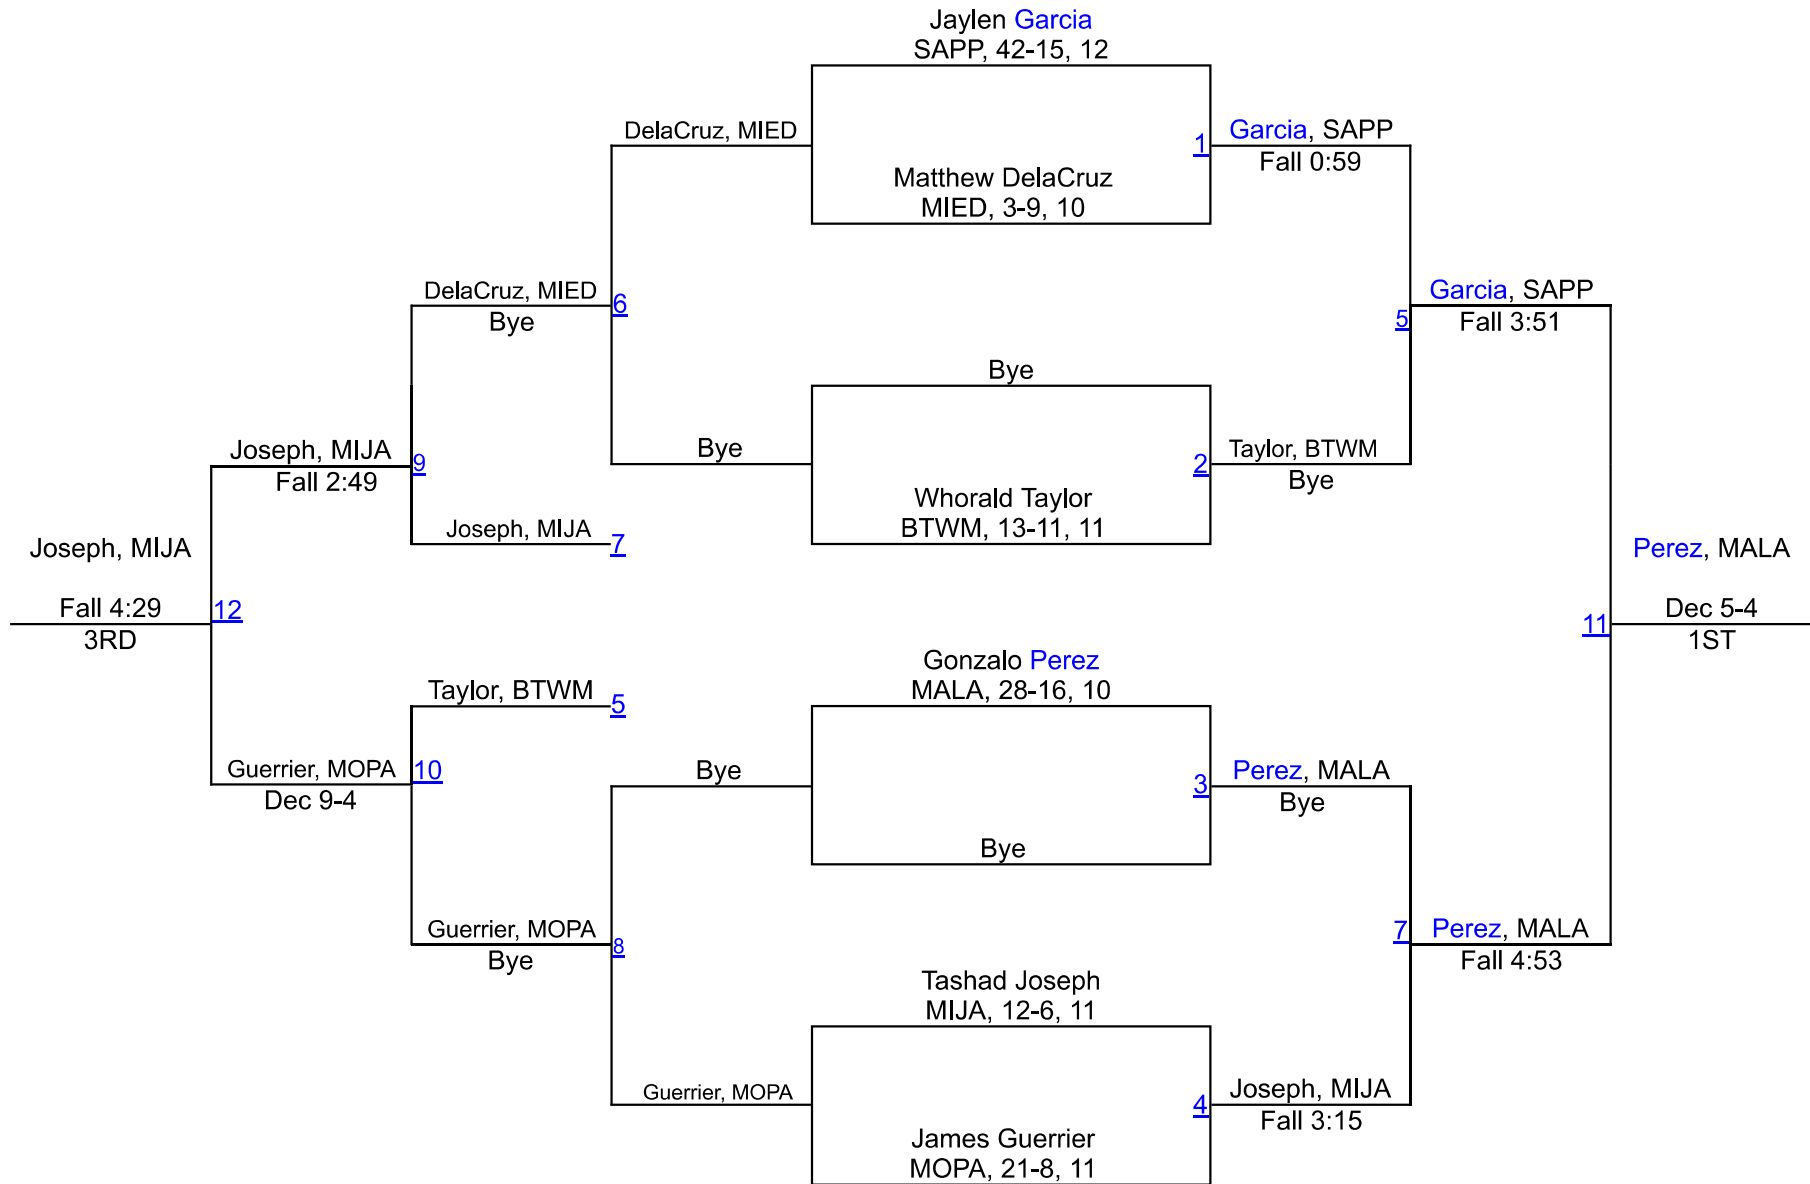 Jaylen Garcia
SAPP, 42-15, 12
DelaCruz, MIED
1
Garcia, SAPP
Fall 0:59
Matthew DelaCruz
MIED, 3-9, 10
DelaCruz, MIED
Bye
6
5
Garcia, SAPP
Fall 3:51
Bye
Joseph, MIJA
Fall 2:49
9
Bye
2
Taylor, BTWM
Bye
Whorald Taylor
BTWM, 13-11, 11
Joseph, MIJA
7
Joseph, MIJA
Fall 4:29
3RD
12
Perez, MALA
Dec 5-4
1ST
11
Gonzalo Perez
MALA, 28-16, 10
Taylor, BTWM
5
Guerrier, MOPA
Dec 9-4
10
Bye
3
Perez, MALA
Bye
Bye
Guerrier, MOPA
Bye
8
7
Perez, MALA
Fall 4:53
Tashad Joseph
MIJA, 12-6, 11
Guerrier, MOPA
4
Joseph, MIJA
Fall 3:15
James Guerrier
MOPA, 21-8, 11